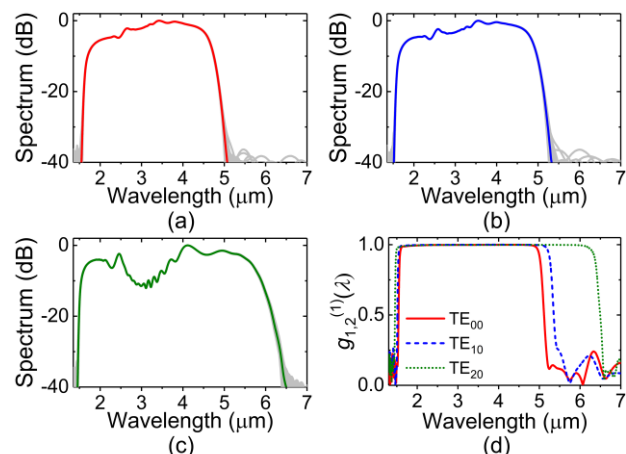 0
-20
-40
Spectrum (dB)
2 3 4 5 6 7
Wavelength (μm)
(a)
0
-20
-40
Spectrum (dB)
2 3 4 5 6 7
Wavelength (μm)
(b)
0
-20
-40
Spectrum (dB)
2 3 4 5 6 7
Wavelength (μm)
(c)
1.0
0.5
0.0
g1,2(1)(λ)
TE00
TE10
TE20
2 3 4 5 6 7
Wavelength (μm)
(d)